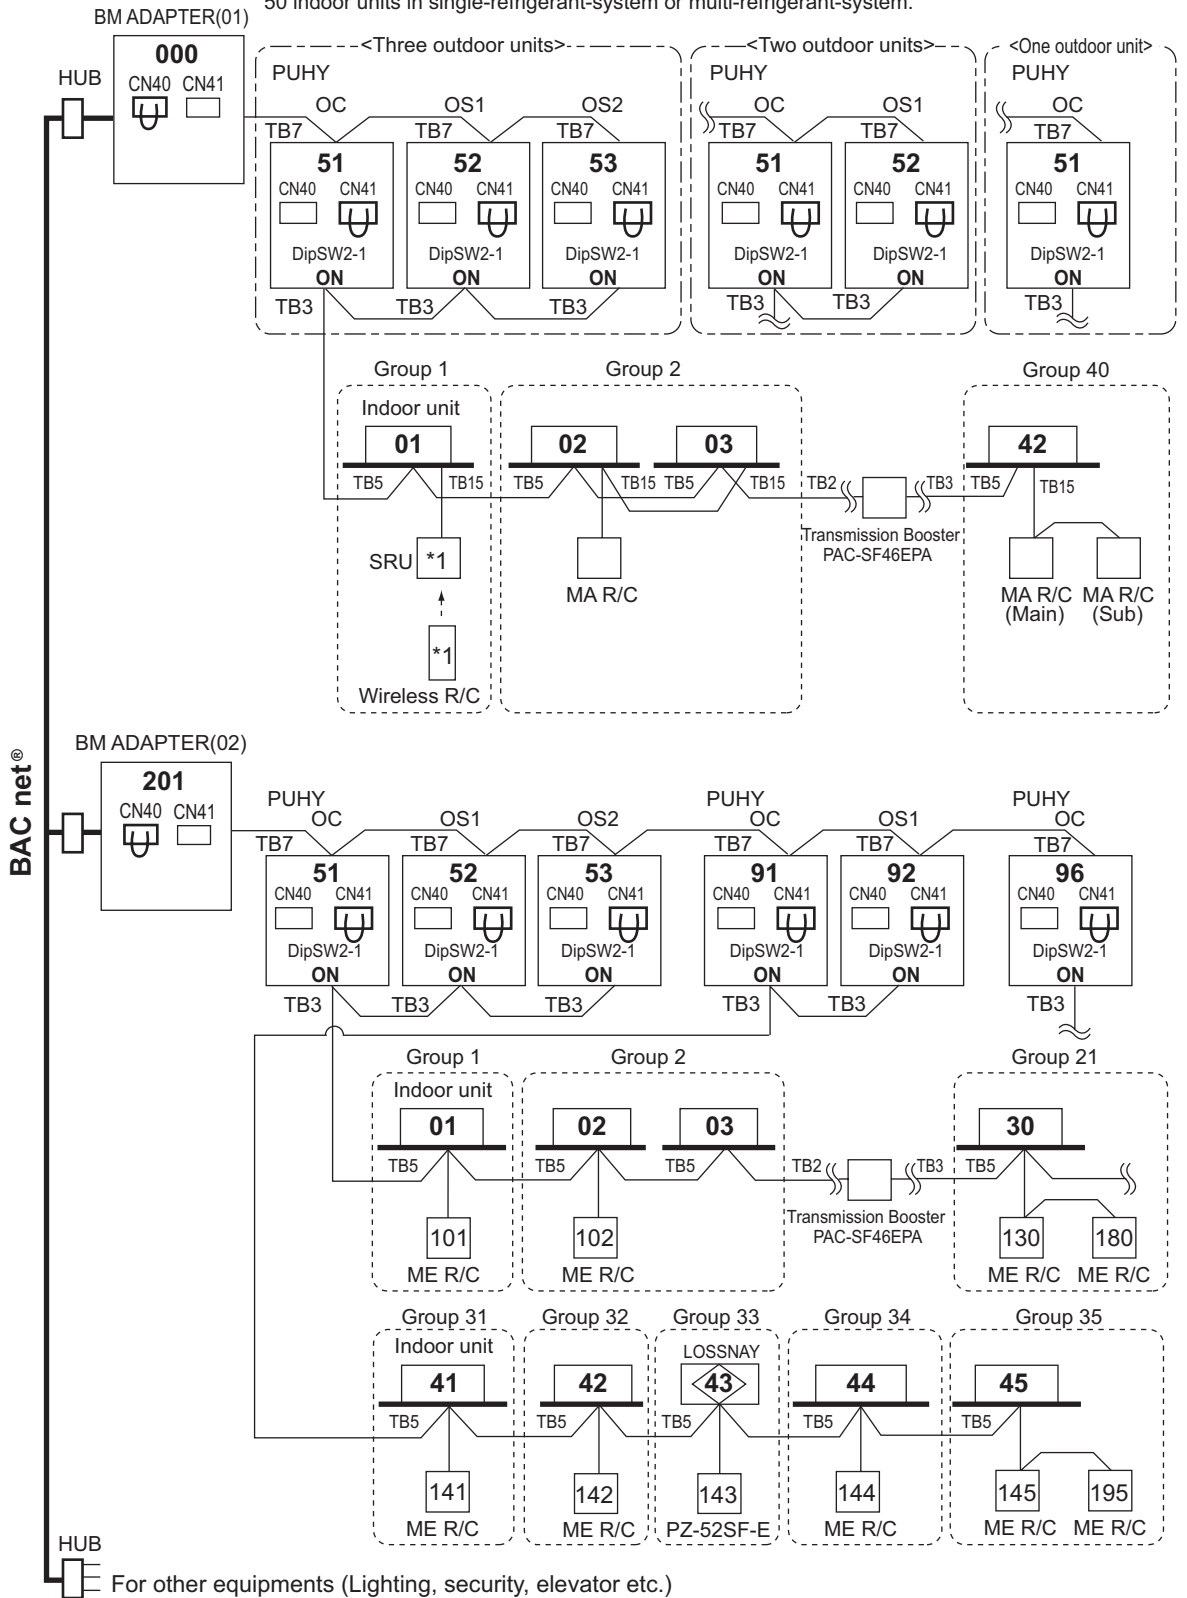 50 indoor units in single-refrigerant-system or multi-refrigerant-system.
BM ADAPTER(01)
000
CN40 CN41
HUB
<Three outdoor units>
<Two outdoor units>
<One outdoor unit>
PUHY PUHY PUHY
OC OS1 OS2 OC OS1 OC
TB7 TB7 TB7 TB7 TB7 TB7
51 52 53 51 52 51
CN40 CN41 CN40 CN41 CN40 CN41 CN40 CN41 CN40 CN41 CN40 CN41
DipSW2-1 DipSW2-1 DipSW2-1 DipSW2-1 DipSW2-1 DipSW2-1
ON ON ON ON ON ON
TB3 TB3 TB3 TB3 TB3 TB3
Group 1 Group 2 Group 40
Indoor unit
01 02 03 42
TB5 TB15 TB5 TB15 TB5 TB15 TB2 TB3 TB5 TB15
Transmission Booster
PAC-SF46EPA
SRU *1
MA R/C
MA R/C MA R/C
(Main) (Sub)
*1
Wireless R/C
BAC net®
BM ADAPTER(02)
201
CN40 CN41
PUHY PUHY PUHY
OC OS1 OS2 OC OS1 OC
TB7 TB7 TB7 TB7 TB7 TB7
51 52 53 91 92 96
CN40 CN41 CN40 CN41 CN40 CN41 CN40 CN41 CN40 CN41 CN40 CN41
DipSW2-1 DipSW2-1 DipSW2-1 DipSW2-1 DipSW2-1 DipSW2-1
ON ON ON ON ON ON
TB3 TB3 TB3 TB3 TB3 TB3
Group 1 Group 2 Group 21
Indoor unit
01 02 03 30
TB5 TB5 TB5 TB2 TB3 TB5
Transmission Booster
PAC-SF46EPA
101 102 130 180
ME R/C ME R/C ME R/C ME R/C
Group 31 Group 32 Group 33 Group 34 Group 35
Indoor unit
LOSSNAY
41 42 43 44 45
TB5 TB5 TB5 TB5 TB5
141 142 143 144 145 195
ME R/C ME R/C PZ-52SF-E ME R/C ME R/C ME R/C
HUB
For other equipments (Lighting, security, elevator etc.)